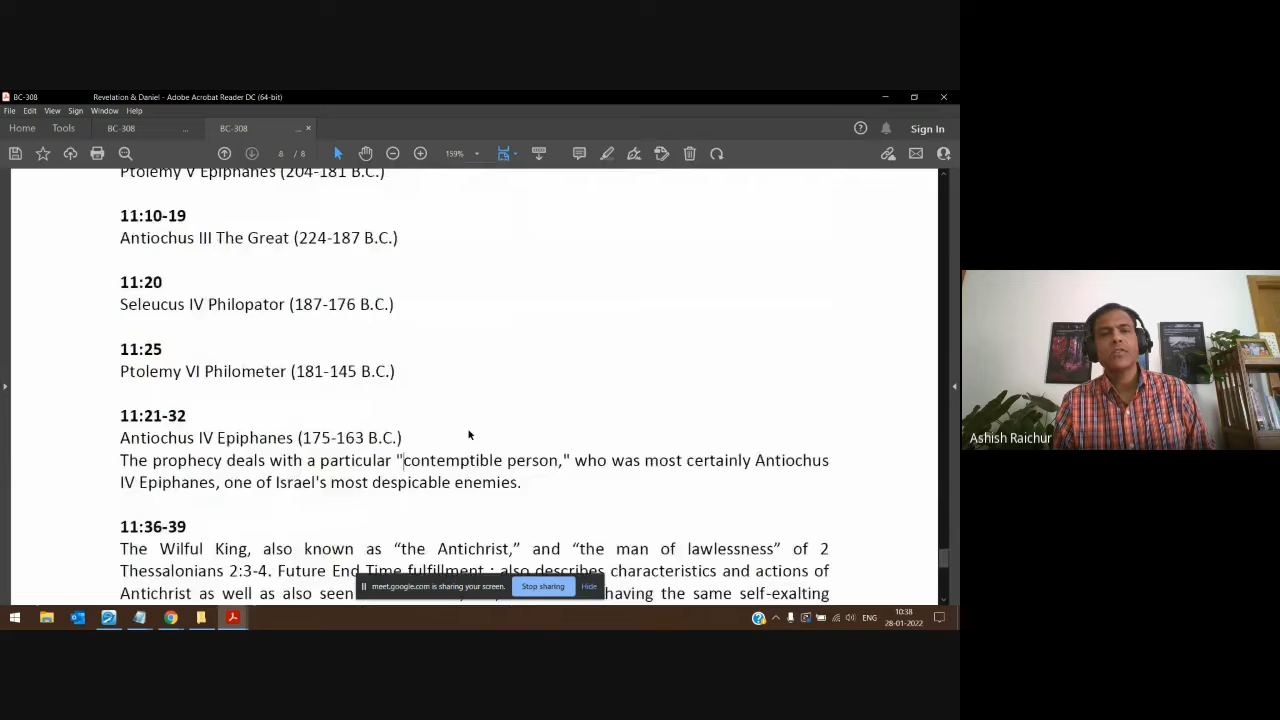 BC-308 Revelation & Daniel - Adobe Acrobat Reader DC (64-bit)
File Edit View Sign Window Help
Home Tools BC-308 ... BC-308 ... × Sign In
8 / 8 159%
Ptolemy V Epiphanes (204-181 B.C.)
11:10-19
Antiochus III The Great (224-187 B.C.)
11:20
Seleucus IV Philopator (187-176 B.C.)
11:25
Ptolemy VI Philometer (181-145 B.C.)
11:21-32
Antiochus IV Epiphanes (175-163 B.C.)
The prophecy deals with a particular "contemptible person," who was most certainly Antiochus
IV Epiphanes, one of Israel's most despicable enemies.
11:36-39
The Wilful King, also known as “the Antichrist,” and “the man of lawlessness” of 2
Thessalonians 2:3-4. Future End Time fulfillment ; also describes characteristics and actions of
Antichrist as well as also seen having the same self-exalting
meet.google.com is sharing your screen. Stop sharing Hide
ENG
10:38
28-01-2022
Ashish Raichur